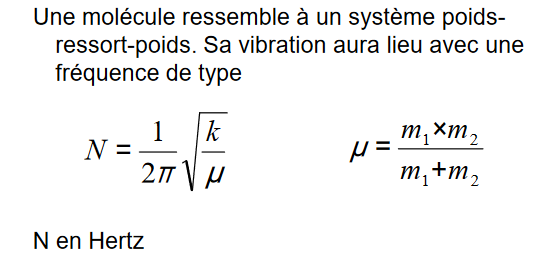 Une molécule ressemble à un système poids-
ressort-poids. Sa vibration aura lieu avec une
fréquence de type
N = 1/2π √(k/μ)    μ = m₁×m₂/m₁+m₂
N en Hertz